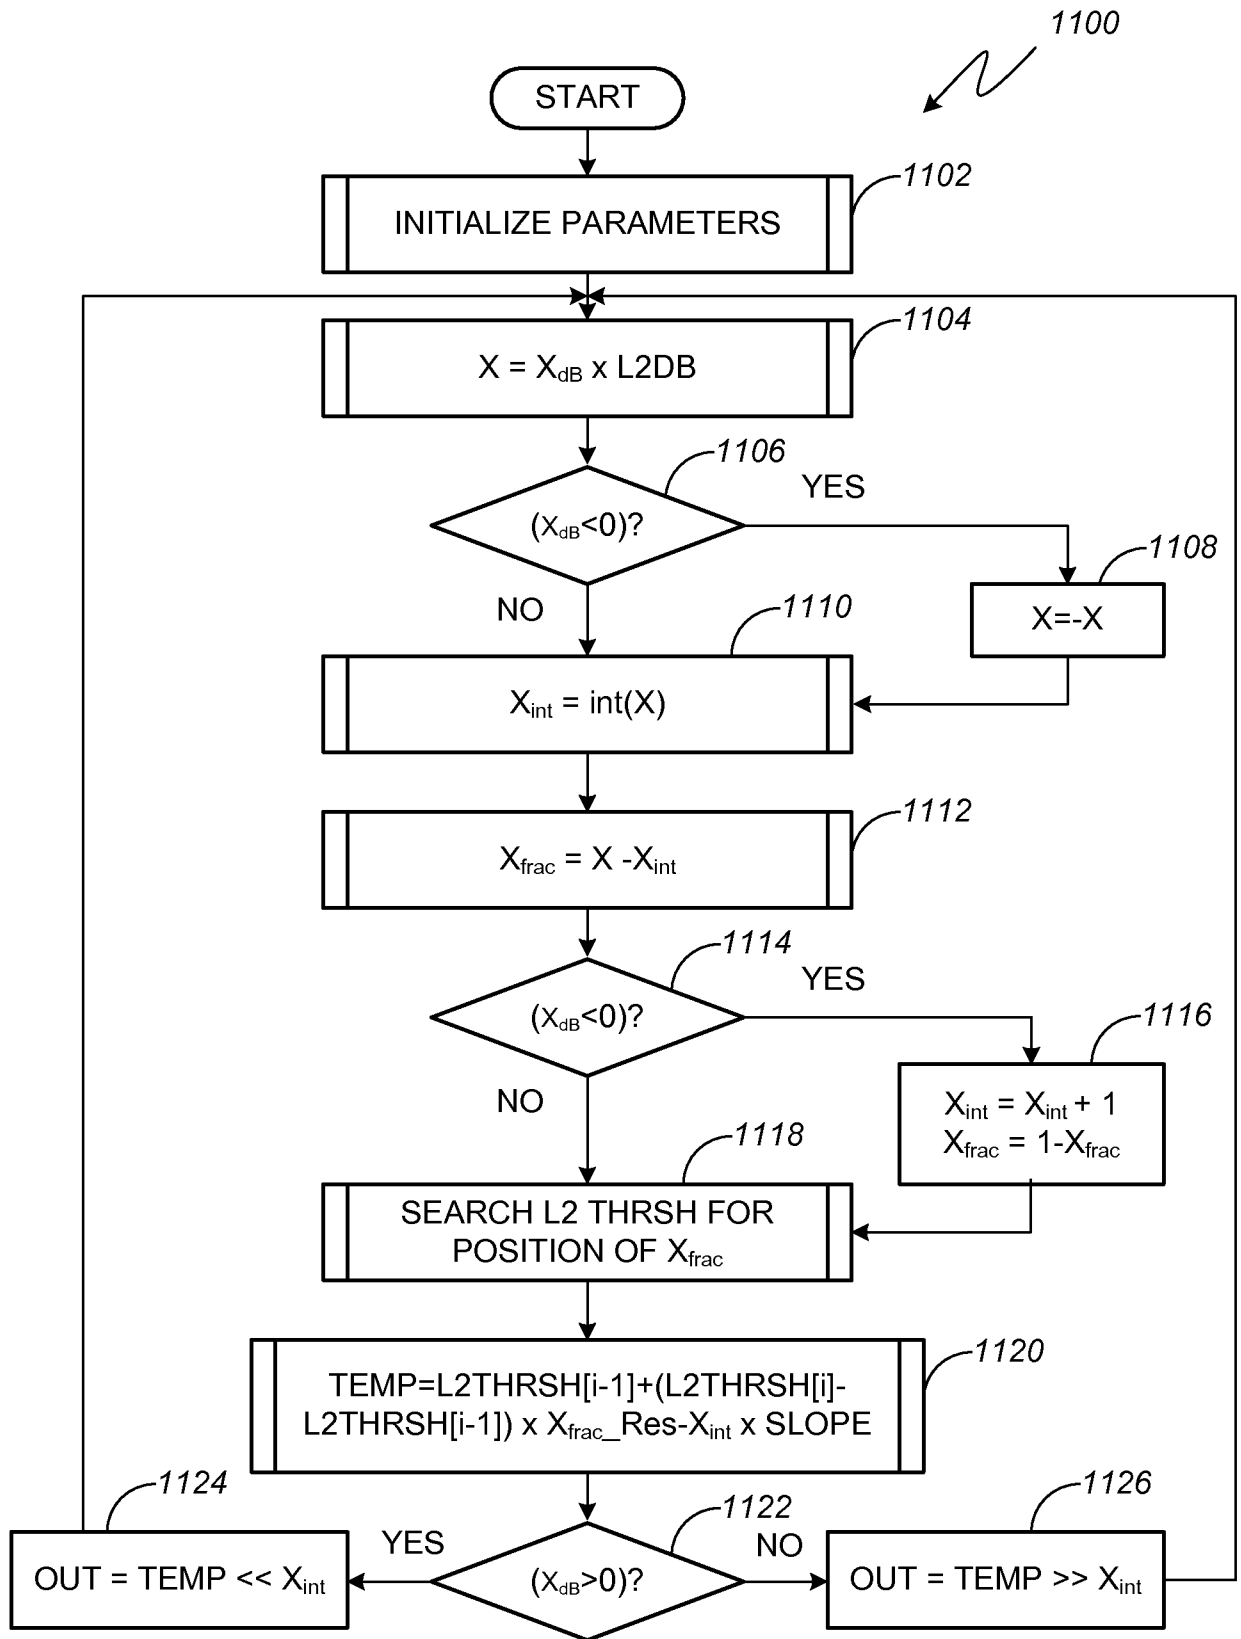 1100
START
1102
INITIALIZE PARAMETERS
1104
X = XdB x L2DB
1106
YES
(XdB<0)?
1108
X=-X
NO
1110
Xint = int(X)
1112
Xfrac = X -Xint
1114
YES
(XdB<0)?
1116
Xint = Xint + 1
Xfrac = 1-Xfrac
NO
1118
SEARCH L2 THRSH FOR
POSITION OF Xfrac
1120
TEMP=L2THRSH[i-1]+(L2THRSH[i]-
L2THRSH[i-1]) x Xfrac_Res-Xint x SLOPE
1124
1122
1126
YES
NO
OUT = TEMP << Xint
(XdB>0)?
OUT = TEMP >> Xint